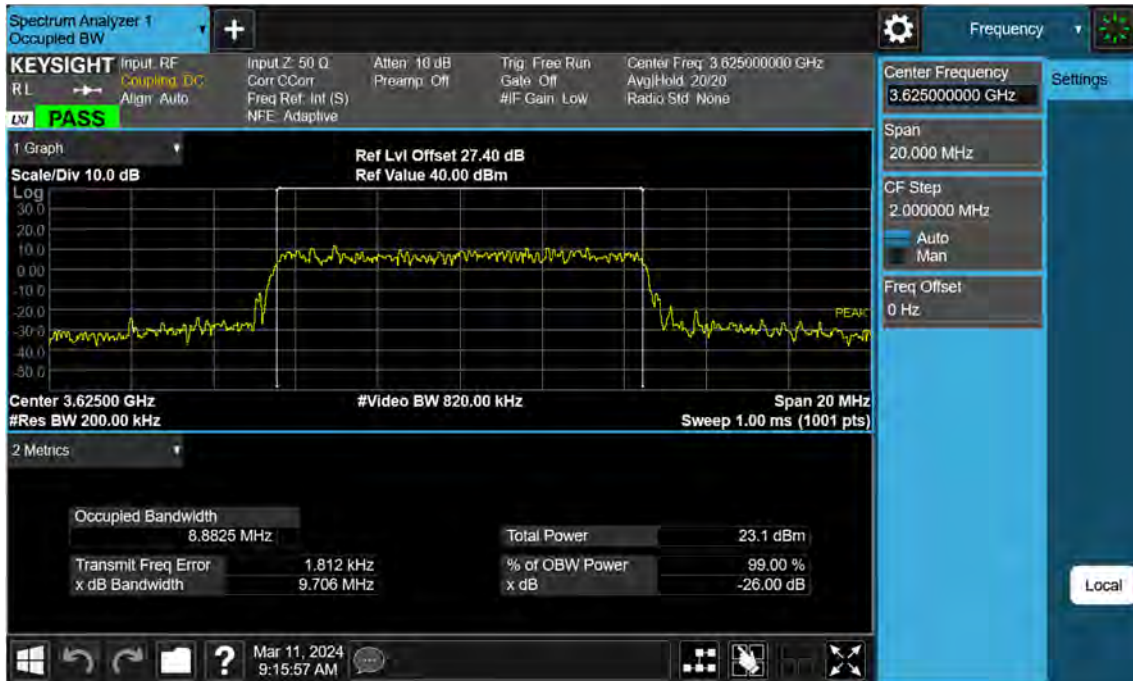 Spectrum Analyzer 1
Occupied BW
Frequency
KEYSIGHT
RL
LXI
PASS
Input: RF
Coupling: DC
Align: Auto
Input Z: 50 Ω
Corr CCorr
Freq Ref: Int (S)
NFE: Adaptive
Atten: 10 dB
Preamp: Off
Trig: Free Run
Gate: Off
#IF Gain: Low
Center Freq: 3.625000000 GHz
Avg|Hold: 20/20
Radio Std: None
Center Frequency
3.625000000 GHz
Settings
Span
20.000 MHz
CF Step
2.000000 MHz
Auto
Man
Freq Offset
0 Hz
1 Graph
Scale/Div 10.0 dB
Ref Lvl Offset 27.40 dB
Ref Value 40.00 dBm
Log
30.0
20.0
10.0
0.00
-10.0
-20.0
-30.0
-40.0
-50.0
PEAK
Center 3.62500 GHz
#Video BW 820.00 kHz
Span 20 MHz
#Res BW 200.00 kHz
Sweep 1.00 ms (1001 pts)
2 Metrics
Occupied Bandwidth
8.8825 MHz
Total Power 23.1 dBm
Transmit Freq Error 1.812 kHz
% of OBW Power 99.00 %
x dB Bandwidth 9.706 MHz
x dB -26.00 dB
Local
Mar 11, 2024
9:15:57 AM